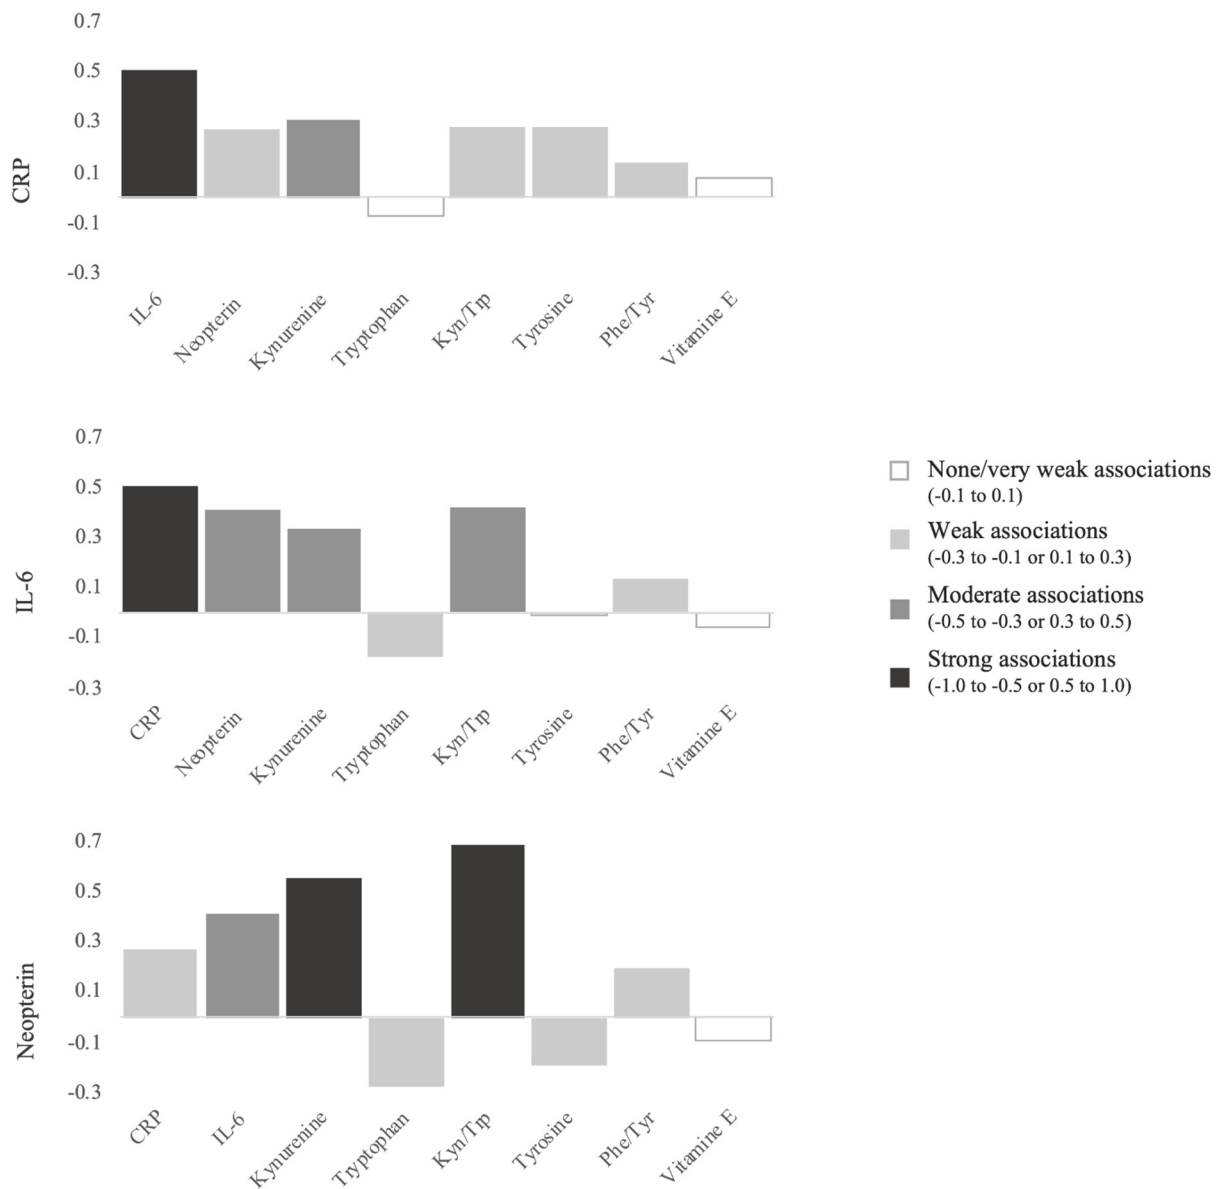 0.7
0.5
0.3
0.1
-0.1
-0.3
CRP
IL-6
Neopterin
Kynurenine
Tryptophan
Kyn/Trp
Tyrosine
Phe/Tyr
Vitamine E
0.7
0.5
0.3
0.1
-0.1
-0.3
IL-6
CRP
Neopterin
Kynurenine
Tryptophan
Kyn/Trp
Tyrosine
Phe/Tyr
Vitamine E
None/very weak associations
(-0.1 to 0.1)
Weak associations
(-0.3 to -0.1 or 0.1 to 0.3)
Moderate associations
(-0.5 to -0.3 or 0.3 to 0.5)
Strong associations
(-1.0 to -0.5 or 0.5 to 1.0)
0.7
0.5
0.3
0.1
-0.1
-0.3
Neopterin
CRP
IL-6
Kynurenine
Tryptophan
Kyn/Trp
Tyrosine
Phe/Tyr
Vitamine E